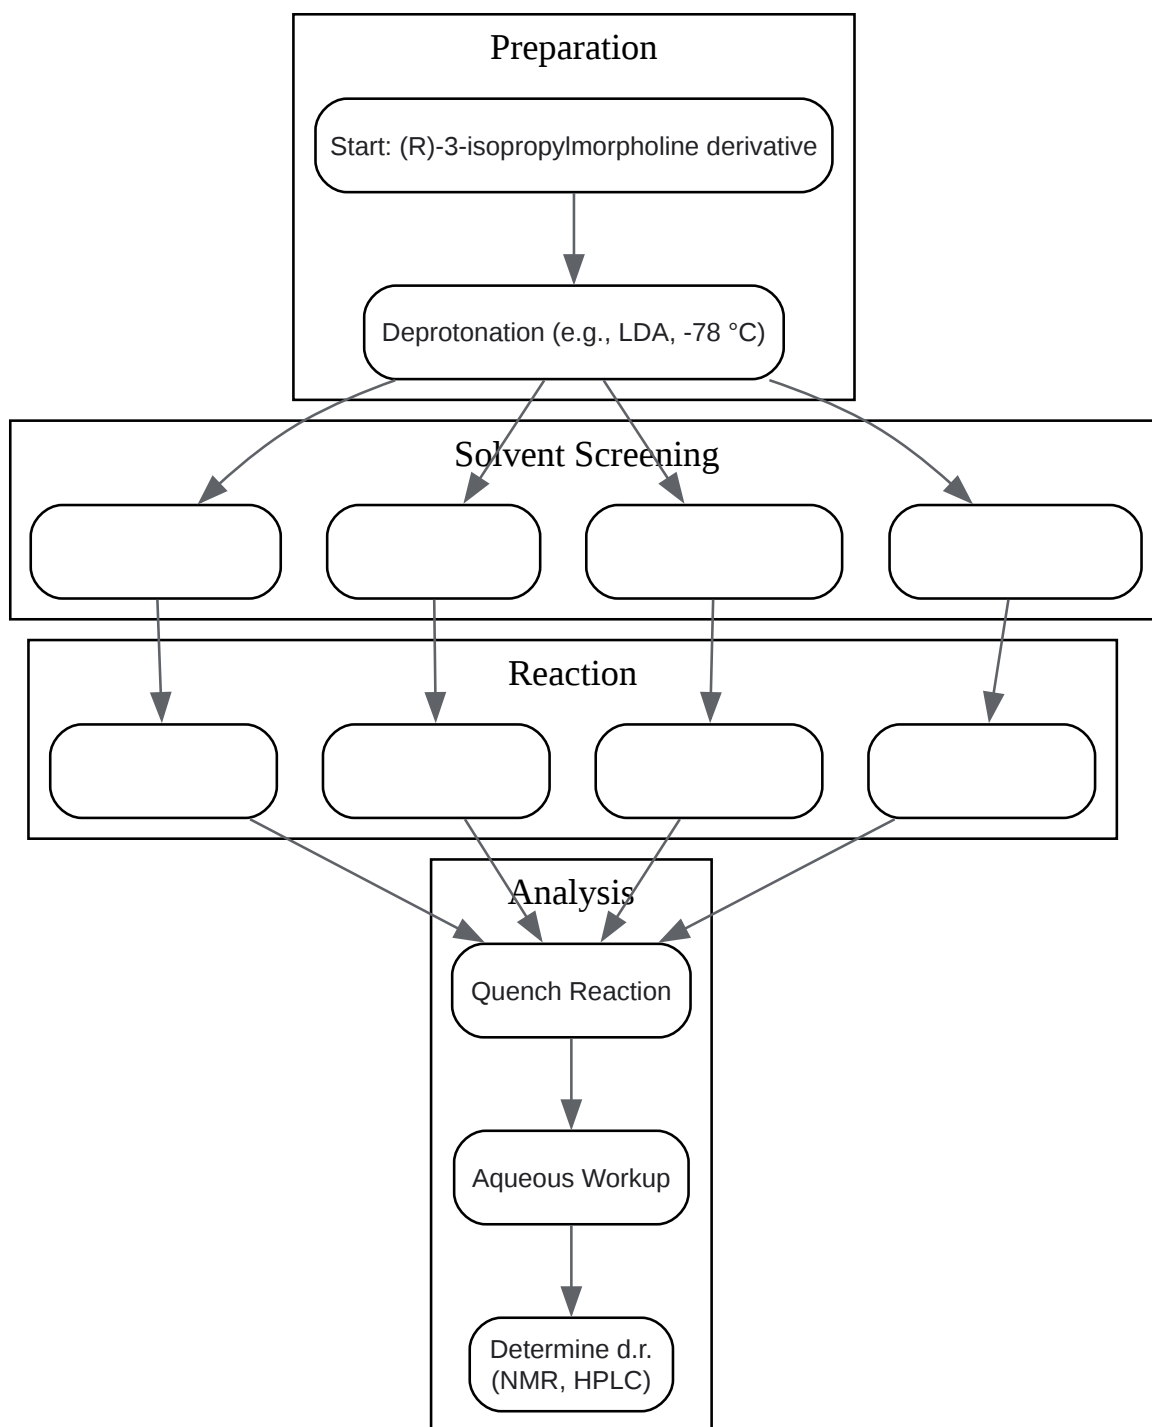 Preparation
Start: (R)-3-isopropylmorpholine derivative
Deprotonation (e.g., LDA, -78 °C)
Solvent Screening
Reaction
Analysis
Quench Reaction
Aqueous Workup
Determine d.r.
(NMR, HPLC)